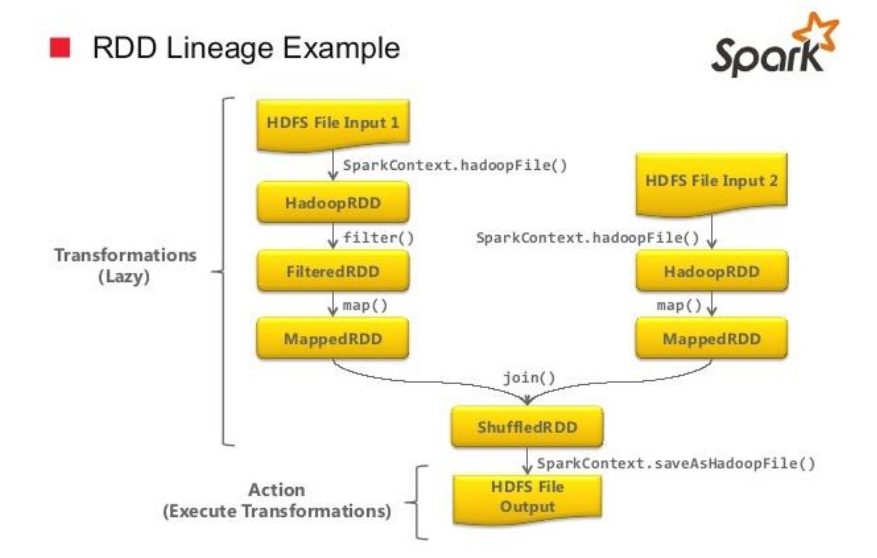 RDD Lineage Example
Spark
HDFS File Input 1
SparkContext.hadoopFile()
HDFS File Input 2
HadoopRDD
filter()
SparkContext.hadoopFile()
Transformations
(Lazy)
FilteredRDD
HadoopRDD
map()
map()
MappedRDD
MappedRDD
join()
ShuffledRDD
SparkContext.saveAsHadoopFile()
Action
(Execute Transformations)
HDFS File
Output